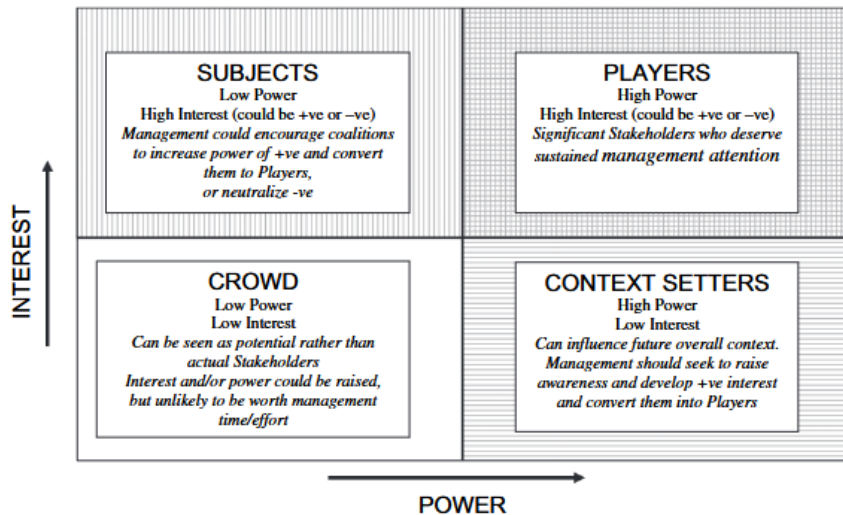 SUBJECTS
Low Power
High Interest (could be +ve or –ve)
Management could encourage coalitions
to increase power of +ve and convert
them to Players,
or neutralize -ve
PLAYERS
High Power
High Interest (could be +ve or –ve)
Significant Stakeholders who deserve
sustained management attention
INTEREST
CROWD
Low Power
Low Interest
Can be seen as potential rather than
actual Stakeholders
Interest and/or power could be raised,
but unlikely to be worth management
time/effort
CONTEXT SETTERS
High Power
Low Interest
Can influence future overall context.
Management should seek to raise
awareness and develop +ve interest
and convert them into Players
POWER